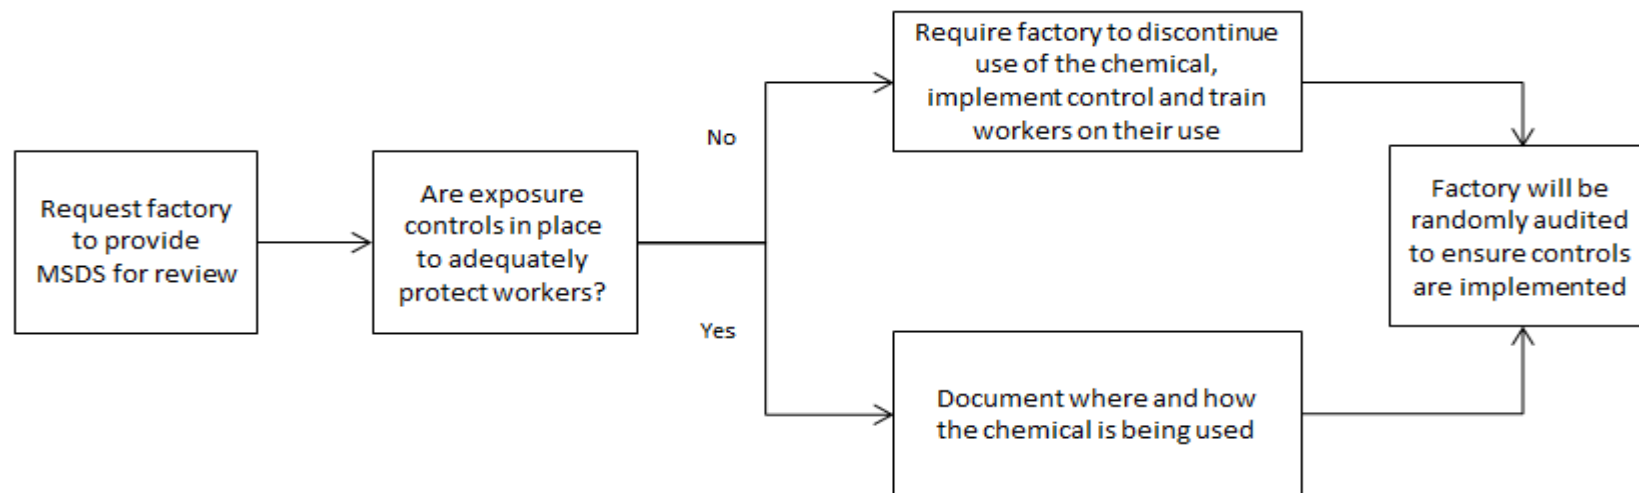 Request factory
to provide
MSDS for review
Are exposure
controls in place
to adequately
protect workers?
No
Require factory to discontinue
use of the chemical,
implement control and train
workers on their use
Yes
Document where and how
the chemical is being used
Factory will be
randomly audited
to ensure controls
are implemented